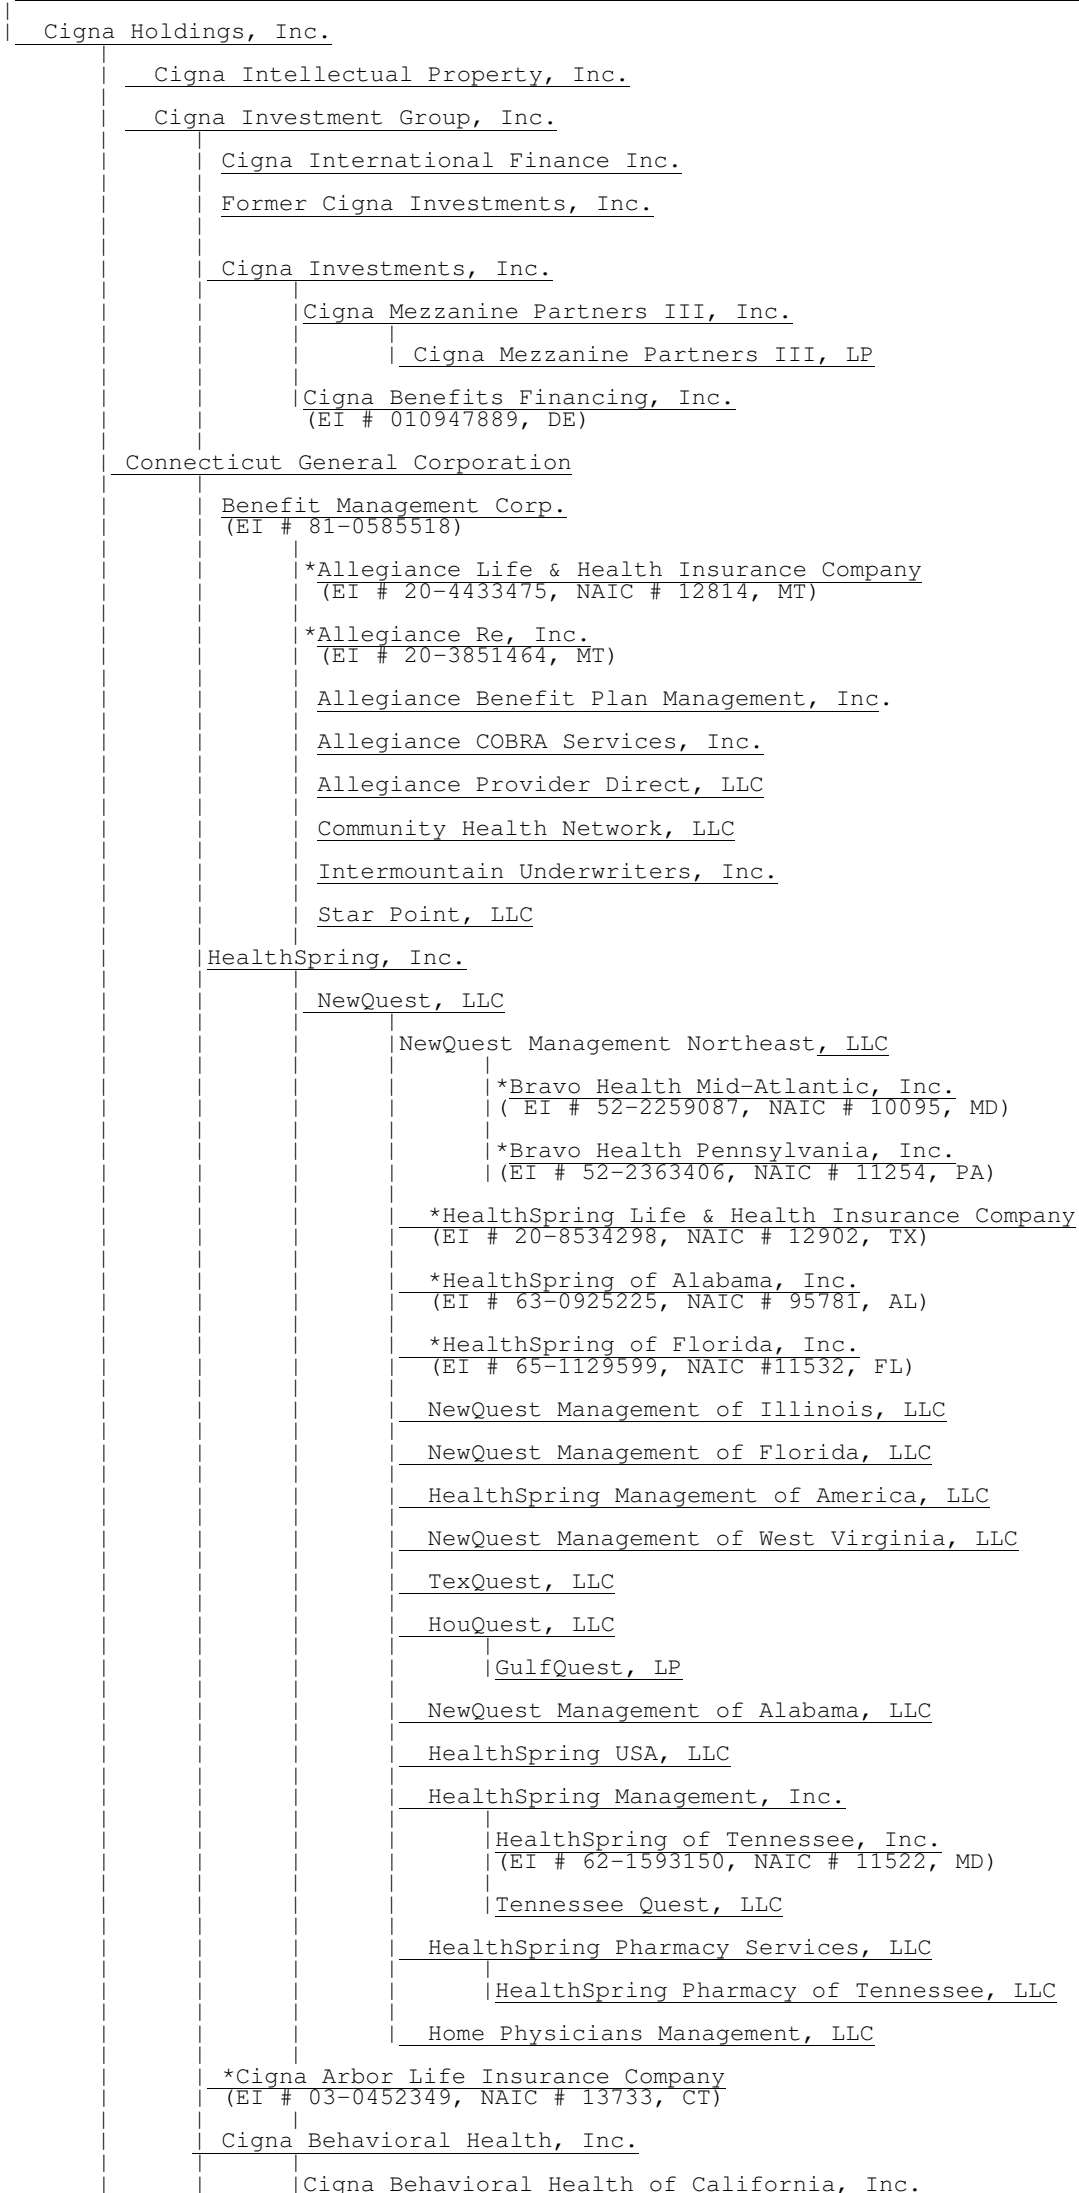 Cigna Holdings, Inc.
Cigna Intellectual Property, Inc.
Cigna Investment Group, Inc.
Cigna International Finance Inc.
Former Cigna Investments, Inc.
Cigna Investments, Inc.
Cigna Mezzanine Partners III, Inc.
Cigna Mezzanine Partners III, LP
Cigna Benefits Financing, Inc.
(EI # 010947889, DE)
Connecticut General Corporation
Benefit Management Corp.
(EI # 81-0585518)
*Allegiance Life & Health Insurance Company
(EI # 20-4433475, NAIC # 12814, MT)
*Allegiance Re, Inc.
(EI # 20-3851464, MT)
Allegiance Benefit Plan Management, Inc.
Allegiance COBRA Services, Inc.
Allegiance Provider Direct, LLC
Community Health Network, LLC
Intermountain Underwriters, Inc.
Star Point, LLC
HealthSpring, Inc.
NewQuest, LLC
NewQuest Management Northeast, LLC
*Bravo Health Mid-Atlantic, Inc.
( EI # 52-2259087, NAIC # 10095, MD)
*Bravo Health Pennsylvania, Inc.
(EI # 52-2363406, NAIC # 11254, PA)
*HealthSpring Life & Health Insurance Company
(EI # 20-8534298, NAIC # 12902, TX)
*HealthSpring of Alabama, Inc.
(EI # 63-0925225, NAIC # 95781, AL)
*HealthSpring of Florida, Inc.
(EI # 65-1129599, NAIC #11532, FL)
NewQuest Management of Illinois, LLC
NewQuest Management of Florida, LLC
HealthSpring Management of America, LLC
NewQuest Management of West Virginia, LLC
TexQuest, LLC
HouQuest, LLC
GulfQuest, LP
NewQuest Management of Alabama, LLC
HealthSpring USA, LLC
HealthSpring Management, Inc.
HealthSpring of Tennessee, Inc.
(EI # 62-1593150, NAIC # 11522, MD)
Tennessee Quest, LLC
HealthSpring Pharmacy Services, LLC
HealthSpring Pharmacy of Tennessee, LLC
Home Physicians Management, LLC
*Cigna Arbor Life Insurance Company
(EI # 03-0452349, NAIC # 13733, CT)
Cigna Behavioral Health, Inc.
Cigna Behavioral Health of California, Inc.